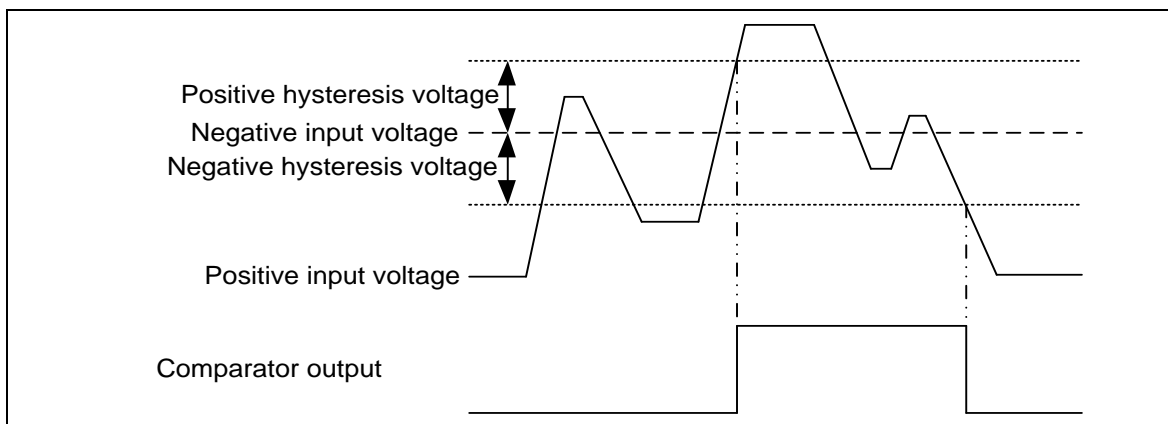 Positive hysteresis voltage
Negative input voltage
Negative hysteresis voltage
Positive input voltage
Comparator output